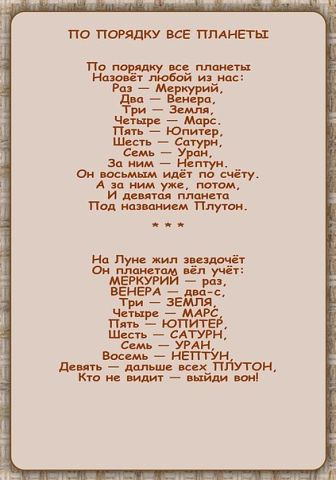 ПО ПОРЯДКУ ВСЕ ПЛАНЕТЫ
По порядку все планеты
Назовёт любой из нас:
Раз — Меркурий,
Два — Венера,
Три — Земля,
Четыре — Марс.
Пять — Юпитер,
Шесть — Сатурн,
Семь — Уран,
За ним — Нептун.
Он восьмым идёт по счёту.
А за ним уже, потом,
И девятая планета
Под названием Плутон.
* * *
На Луне жил звездочёт
Он планетам вёл учёт:
МЕРКУРИЙ — раз,
ВЕНЕРА — два-с,
Три — ЗЕМЛЯ,
Четыре — МАРС,
Пять — ЮПИТЕР,
Шесть — САТУРН,
Семь — УРАН,
Восемь — НЕПТУН,
Девять — дальше всех ПЛУТОН,
Кто не видит — выйди вон!